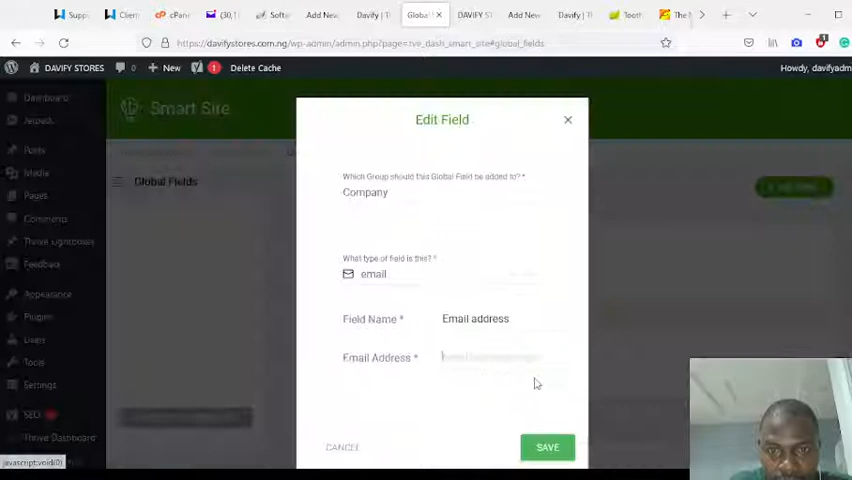 Supp
Client
cPan
(30,
Softa
Add New
Davify | T
Global
DAVIFY ST
Add New
Davify | T
Tooth
The N
https://davifystores.com.ng/wp-admin/admin.php?page=tve_dash_smart_site#global_fields
DAVIFY STORES
0
New
1
Delete Cache
Howdy, davifyadm
Dashboard
Jetpack
Posts
Media
Pages
Comments
Thrive Lightboxes
Feedback
Appearance
Plugins
Users
Tools
Settings
SEO
Thrive Dashboard
javascript:void(0)
Smart Site
Global Fields
Edit Field
Which Group should this Global Field be added to? *
Company
What type of field is this? *
email
Field Name *
Email address
Email Address *
CANCEL
SAVE